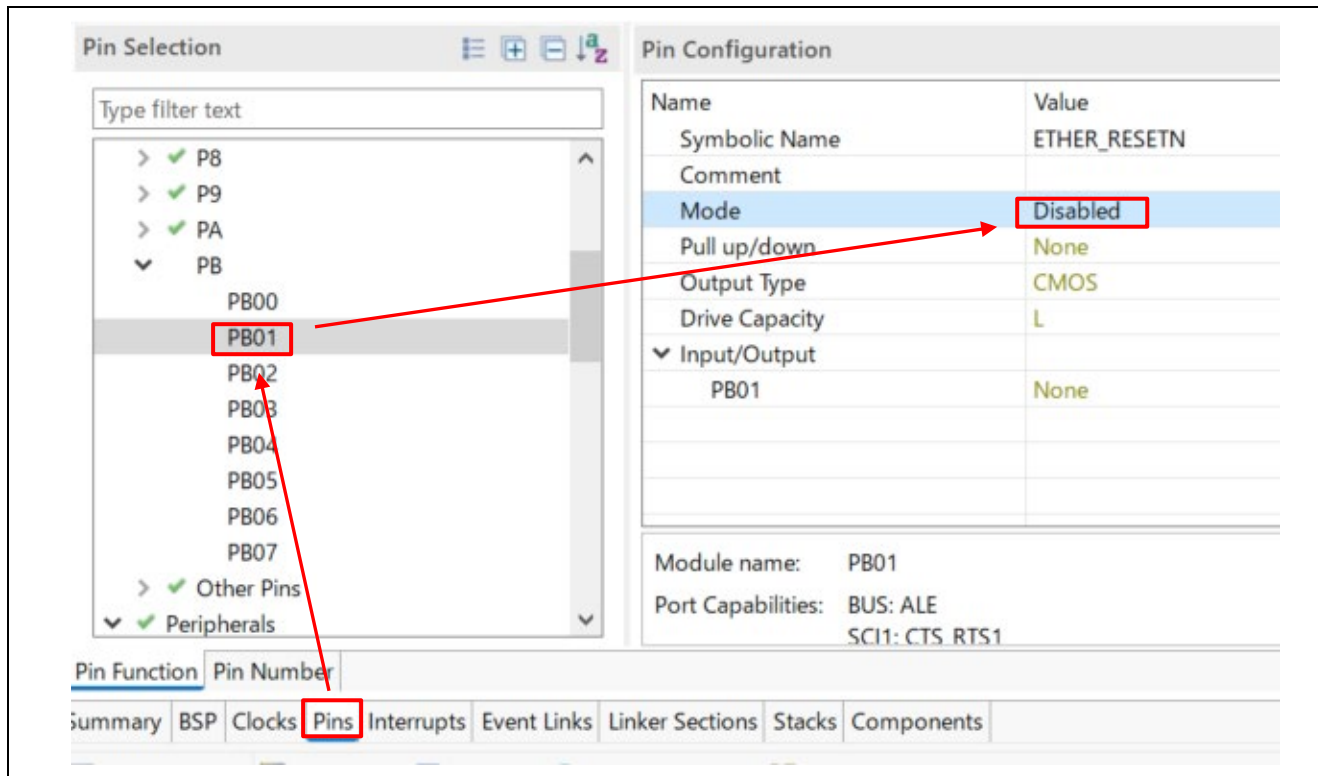 Pin Selection
Type filter text
P8
P9
PA
PB
PB00
PB01
PB02
PB03
PB04
PB05
PB06
PB07
Other Pins
Peripherals
Pin Configuration
Name Value
Symbolic Name ETHER_RESETN
Comment
Mode Disabled
Pull up/down None
Output Type CMOS
Drive Capacity L
Input/Output
PB01 None
Module name: PB01
Port Capabilities: BUS: ALE
SCI1: CTS_RTS1
Pin Function Pin Number
Summary BSP Clocks Pins Interrupts Event Links Linker Sections Stacks Components